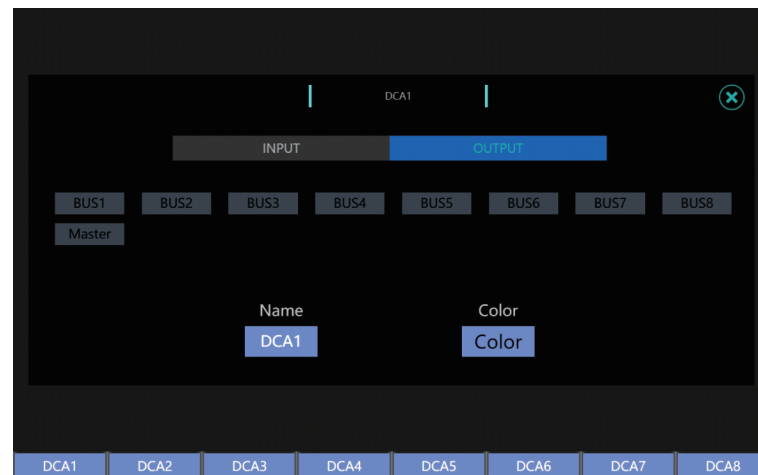 DCA1
INPUT OUTPUT
BUS1 BUS2 BUS3 BUS4 BUS5 BUS6 BUS7 BUS8
Master
Name Color
DCA1 Color
DCA1 DCA2 DCA3 DCA4 DCA5 DCA6 DCA7 DCA8